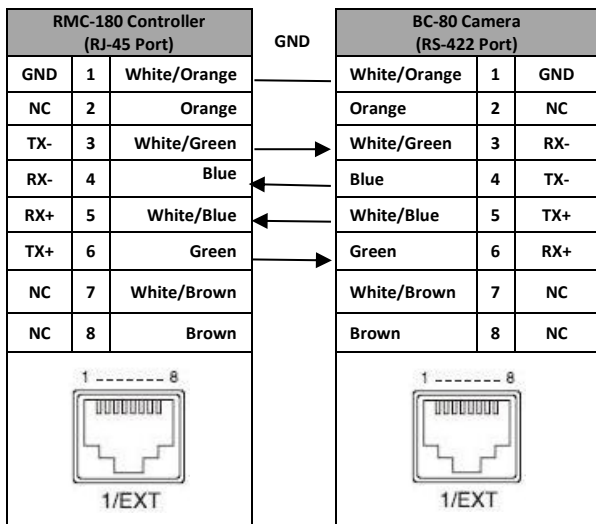 RMC-180 Controller
(RJ-45 Port)
GND
BC-80 Camera
(RS-422 Port)
GND 1 White/Orange White/Orange 1 GND
NC 2 Orange Orange 2 NC
TX- 3 White/Green White/Green 3 RX-
RX- 4 Blue Blue 4 TX-
RX+ 5 White/Blue White/Blue 5 TX+
TX+ 6 Green Green 6 RX+
NC 7 White/Brown White/Brown 7 NC
NC 8 Brown Brown 8 NC
1 ------- 8 1 ------- 8
1/EXT 1/EXT